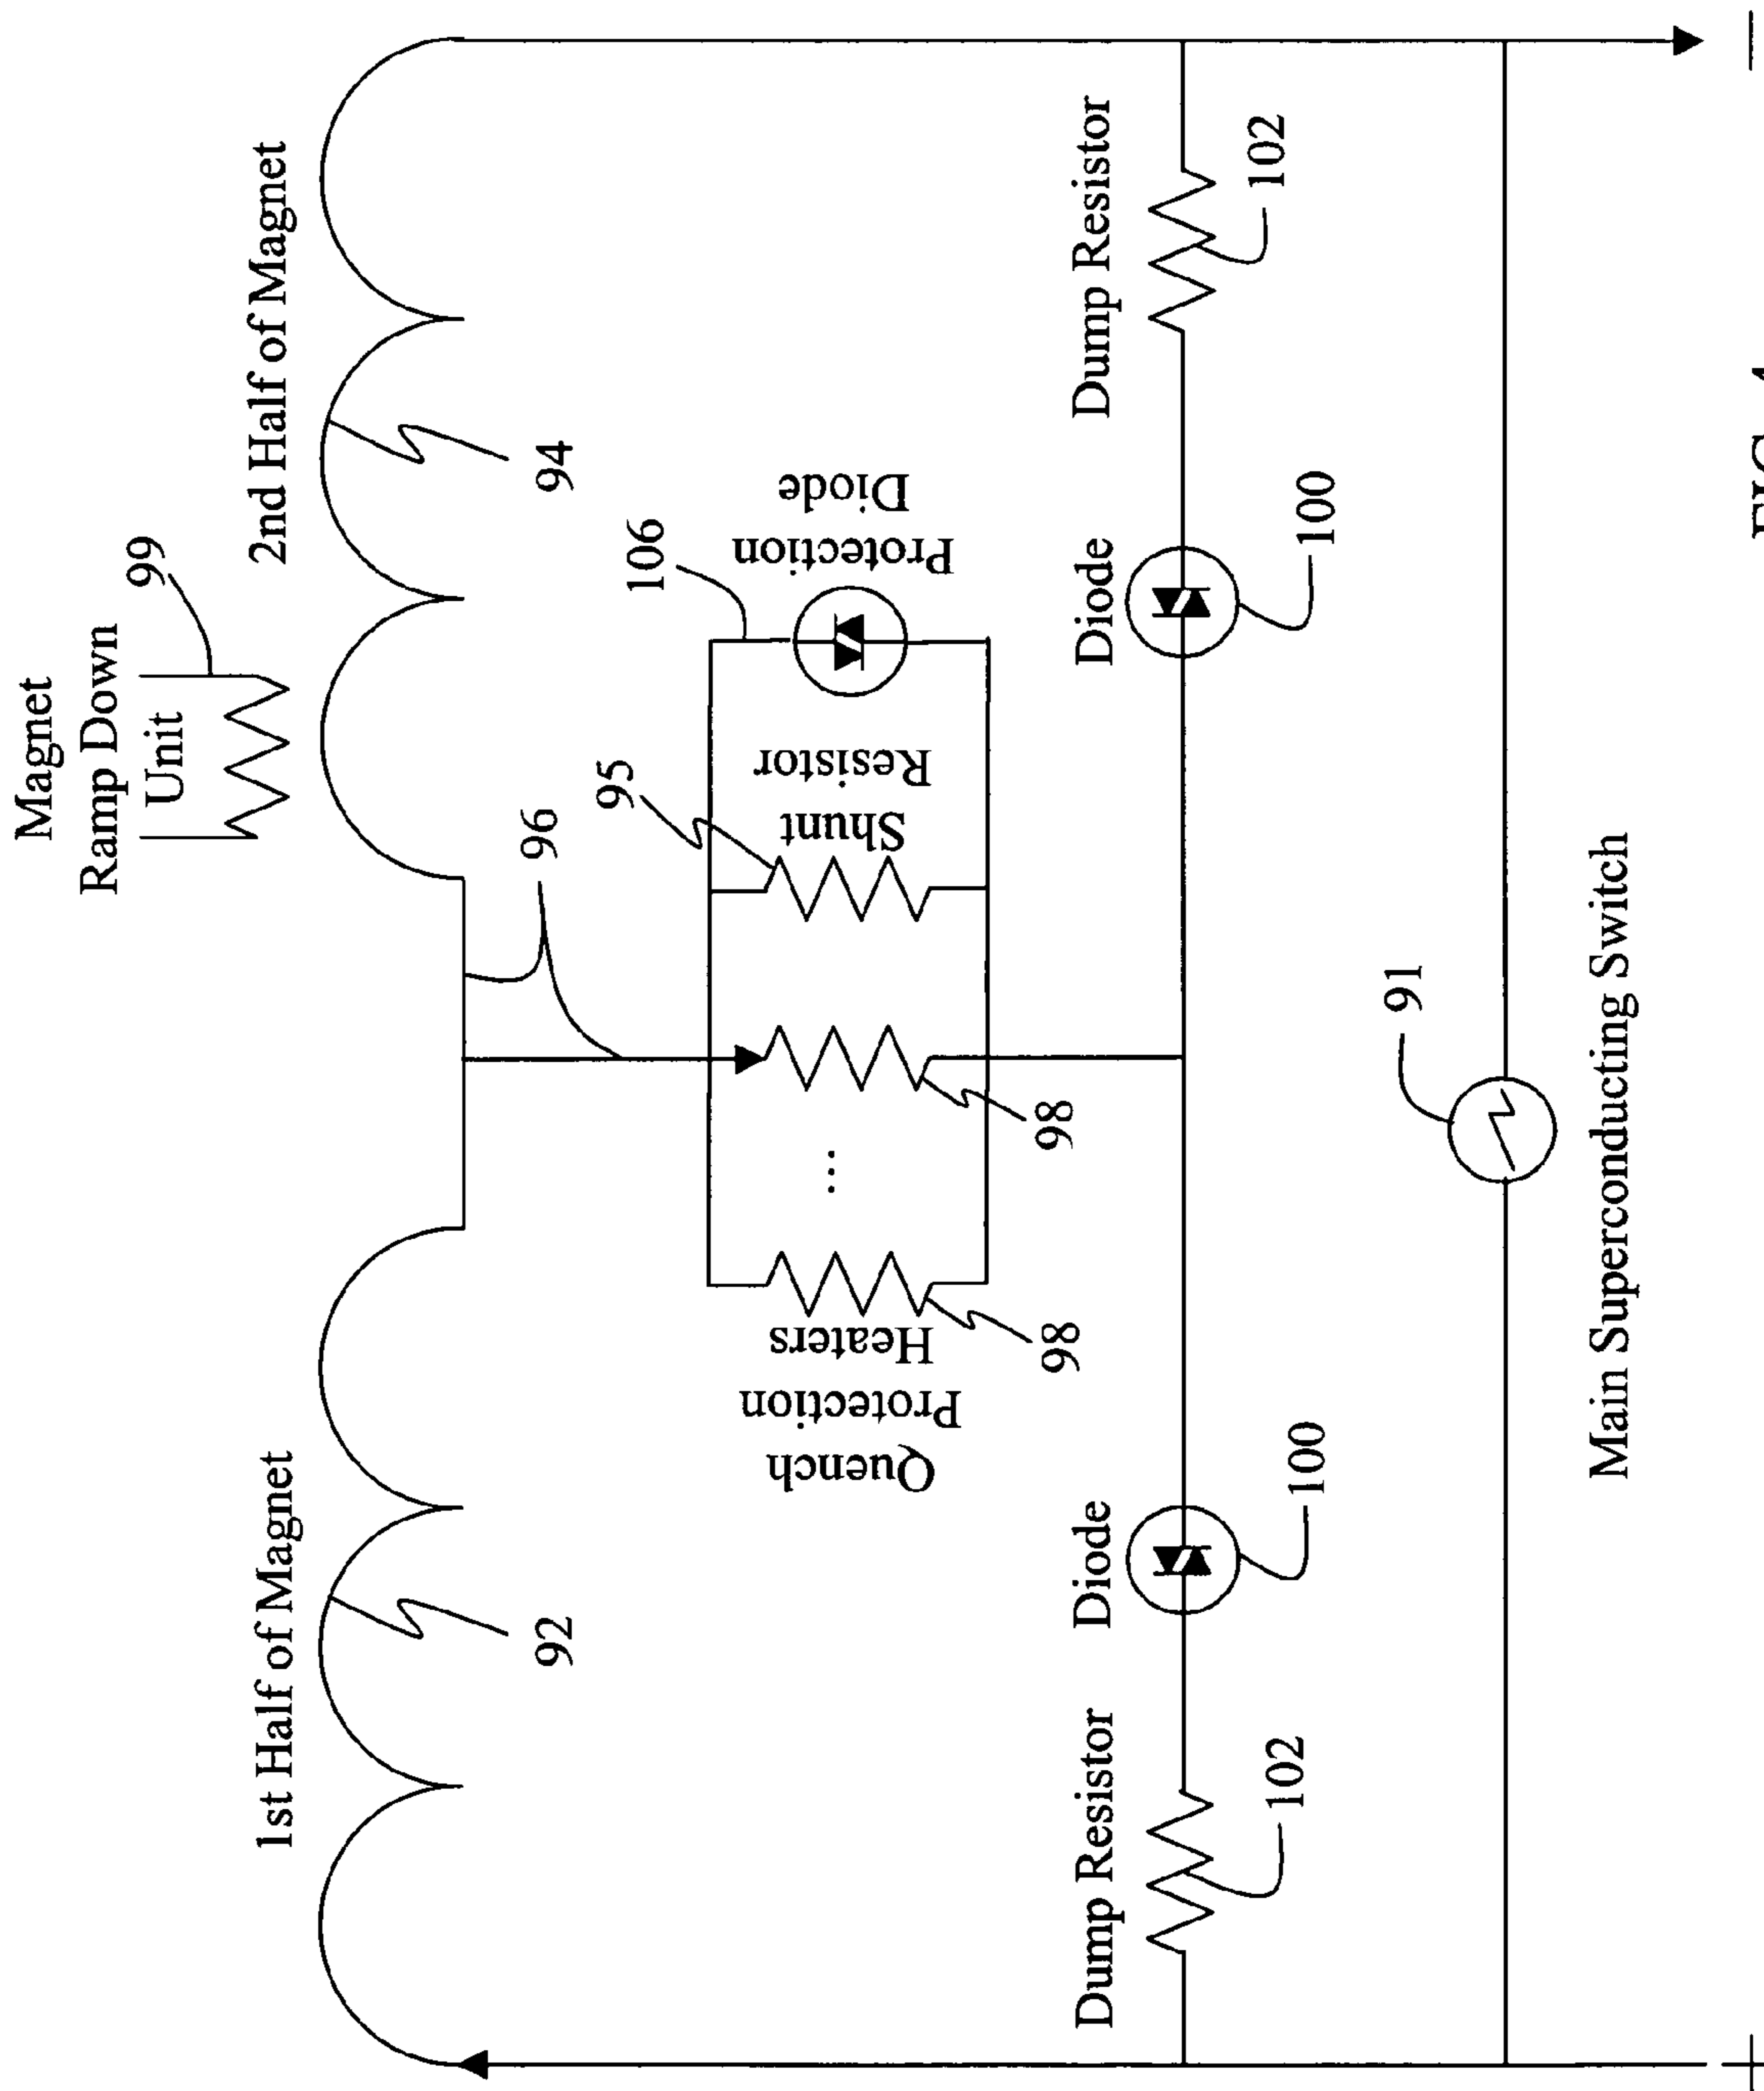 Magnet
Ramp Down
Unit
99
1st Half of Magnet
2nd Half of Magnet
92
94
96
106
95
Quench
Protection
Heaters
...
98
98
Shunt
Resistor
Protection
Diode
Dump Resistor
102
Diode
100
Diode
100
Dump Resistor
102
91
Main Superconducting Switch
+
—